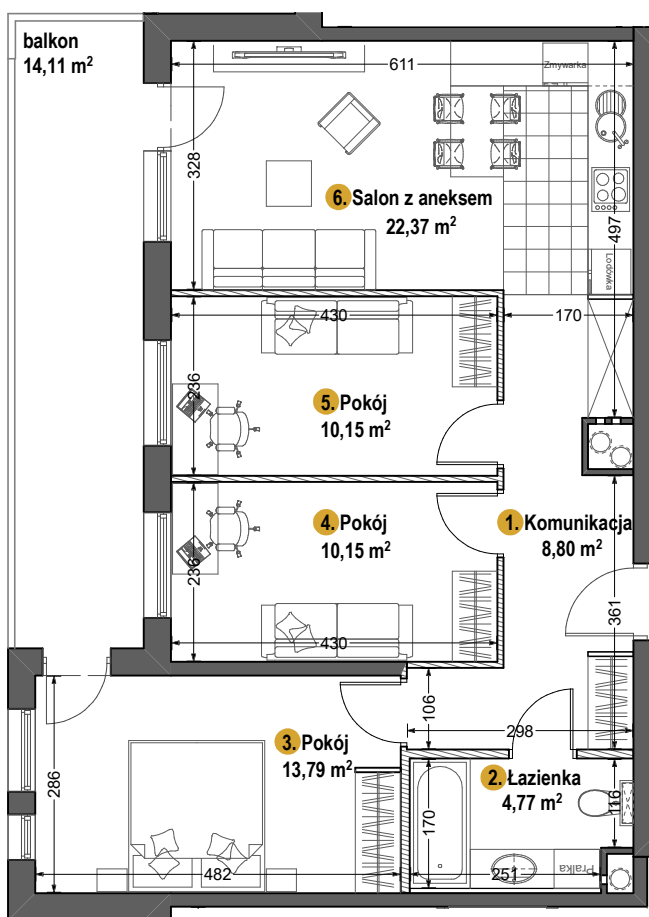 balkon
14,11 m²
611
Zmywarka
328
6. Salon z aneksem
22,37 m²
497
Lodówka
430
170
236
5. Pokój
10,15 m²
4. Pokój
10,15 m²
1. Komunikacja
8,80 m²
236
361
430
106
298
3. Pokój
13,79 m²
2. Łazienka
4,77 m²
286
170
116
482
251
Pralka